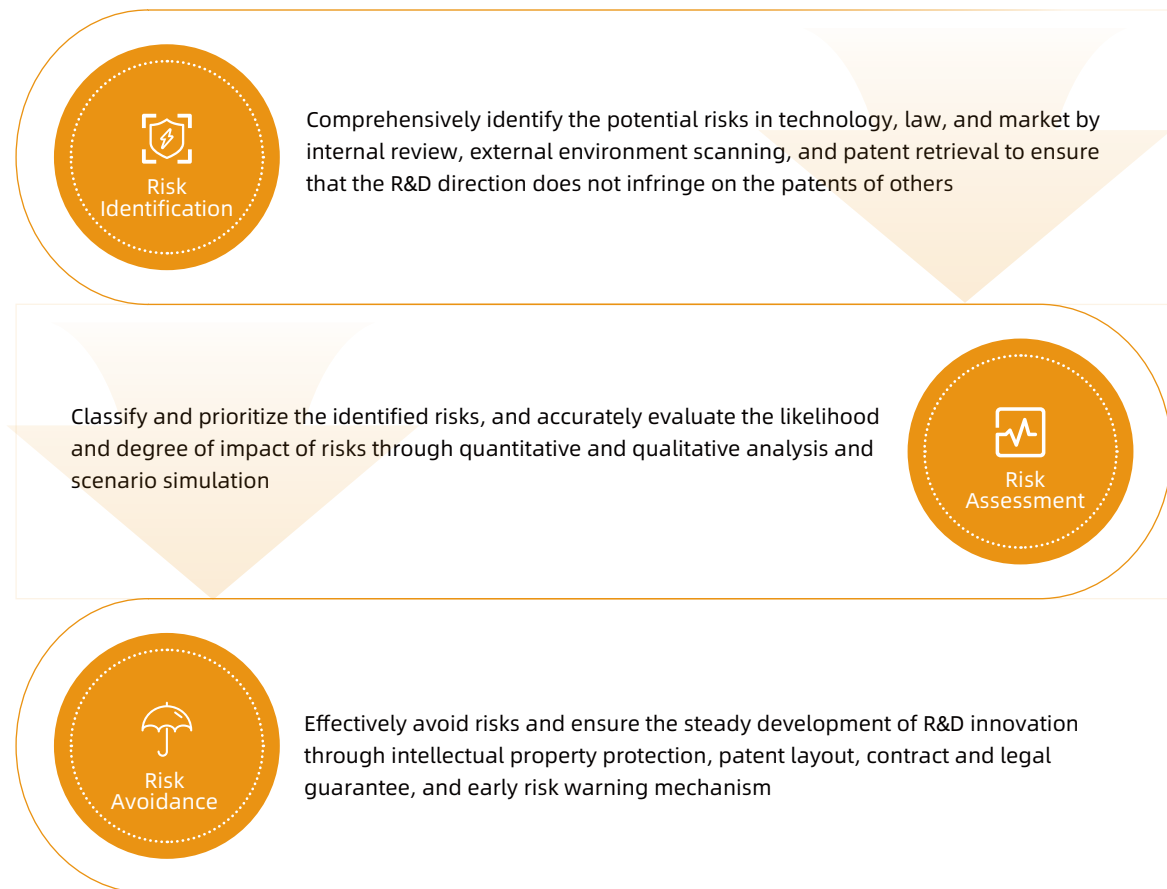 Risk
Identification
Comprehensively identify the potential risks in technology, law, and market by
internal review, external environment scanning, and patent retrieval to ensure
that the R&D direction does not infringe on the patents of others
Classify and prioritize the identified risks, and accurately evaluate the likelihood
and degree of impact of risks through quantitative and qualitative analysis and
scenario simulation
Risk
Assessment
Risk
Avoidance
Effectively avoid risks and ensure the steady development of R&D innovation
through intellectual property protection, patent layout, contract and legal
guarantee, and early risk warning mechanism